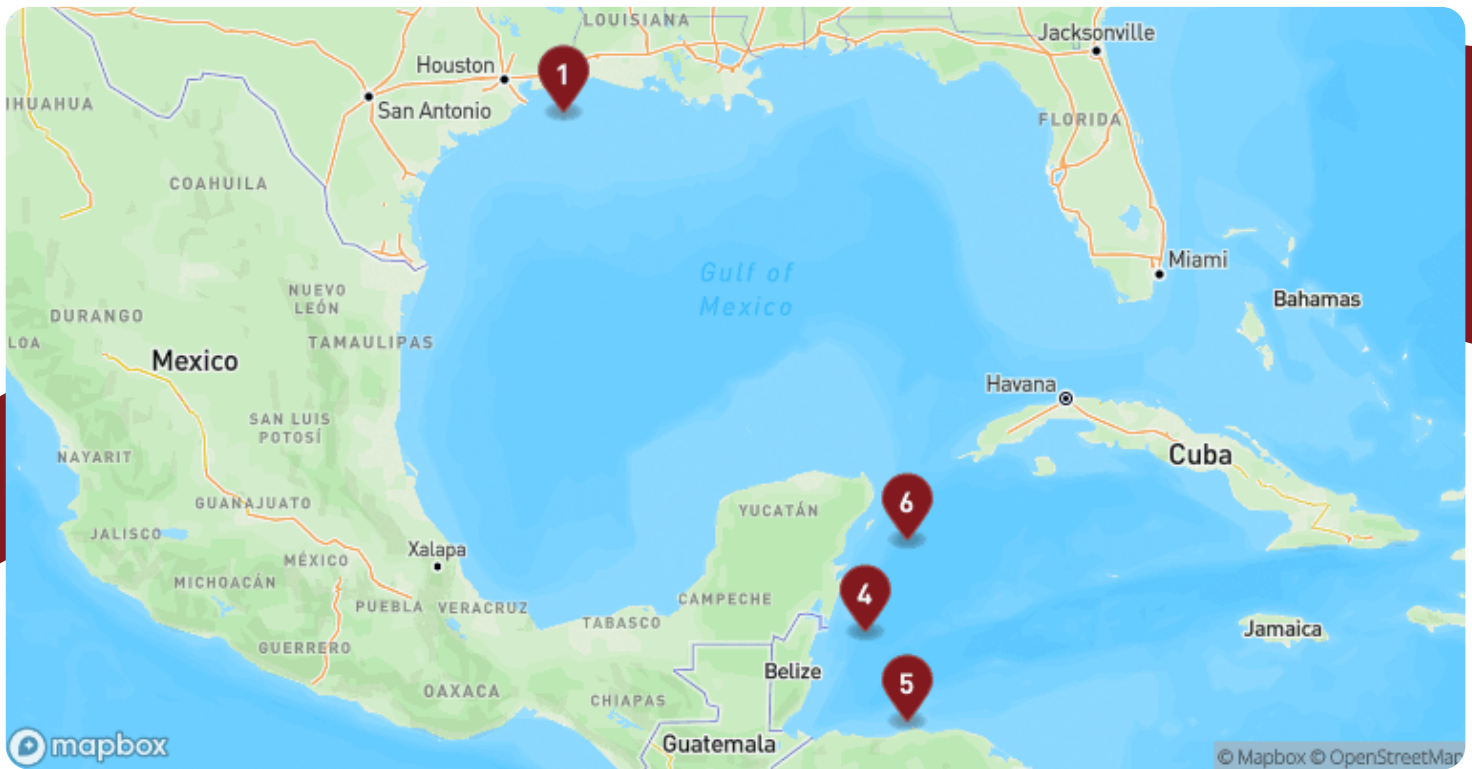 LOUISIANA
Jacksonville
Houston
1
IHUAHUA
San Antonio
FLORIDA
COAHUILA
Gulf of
Mexico
Miami
NUEVO
LEÓN
Bahamas
DURANGO
LOA
TAMAULIPAS
Mexico
Havana
SAN LUIS
POTOSÍ
NAYARIT
Cuba
GUANAJUATO
YUCATÁN
6
JALISCO
Xalapa
MÉXICO
MICHOACÁN
4
PUEBLA
VERACRUZ
CAMPECHE
TABASCO
Jamaica
GUERRERO
Belize
5
OAXACA
CHIAPAS
Guatemala
mapbox
© Mapbox © OpenStreetMap